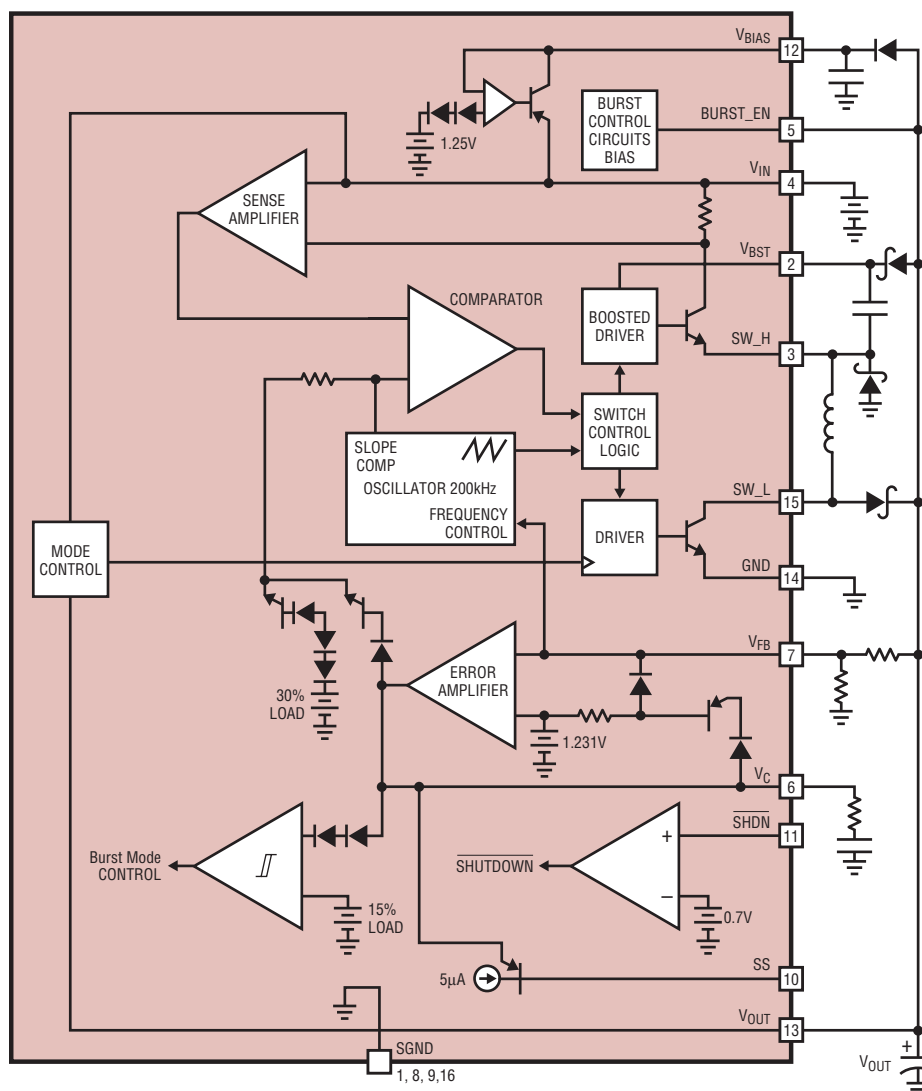 VBIAS
12
BURST
CONTROL
CIRCUITS
BIAS
BURST_EN
5
1.25V
VIN
4
SENSE
AMPLIFIER
VBST
2
COMPARATOR
BOOSTED
DRIVER
SW_H
3
SWITCH
CONTROL
LOGIC
SLOPE
COMP
OSCILLATOR 200kHz
FREQUENCY
CONTROL
SW_L
15
DRIVER
MODE
CONTROL
GND
14
VFB
7
ERROR
AMPLIFIER
30%
LOAD
1.231V
VC
6
SHDN
11
+
Burst Mode
CONTROL
SHUTDOWN
–
15%
LOAD
0.7V
SS
10
5µA
VOUT
13
SGND
1, 8, 9,16
+
VOUT